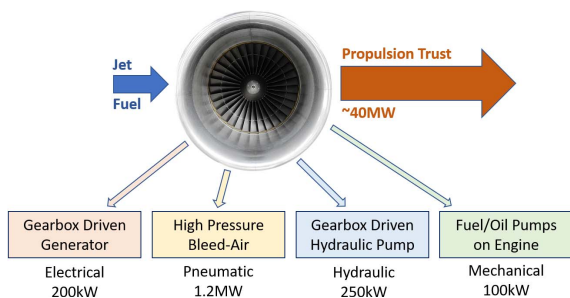 Jet
Fuel
Propulsion Trust
~40MW
Gearbox Driven
Generator
High Pressure
Bleed-Air
Gearbox Driven
Hydraulic Pump
Fuel/Oil Pumps
on Engine
Electrical
200kW
Pneumatic
1.2MW
Hydraulic
250kW
Mechanical
100kW